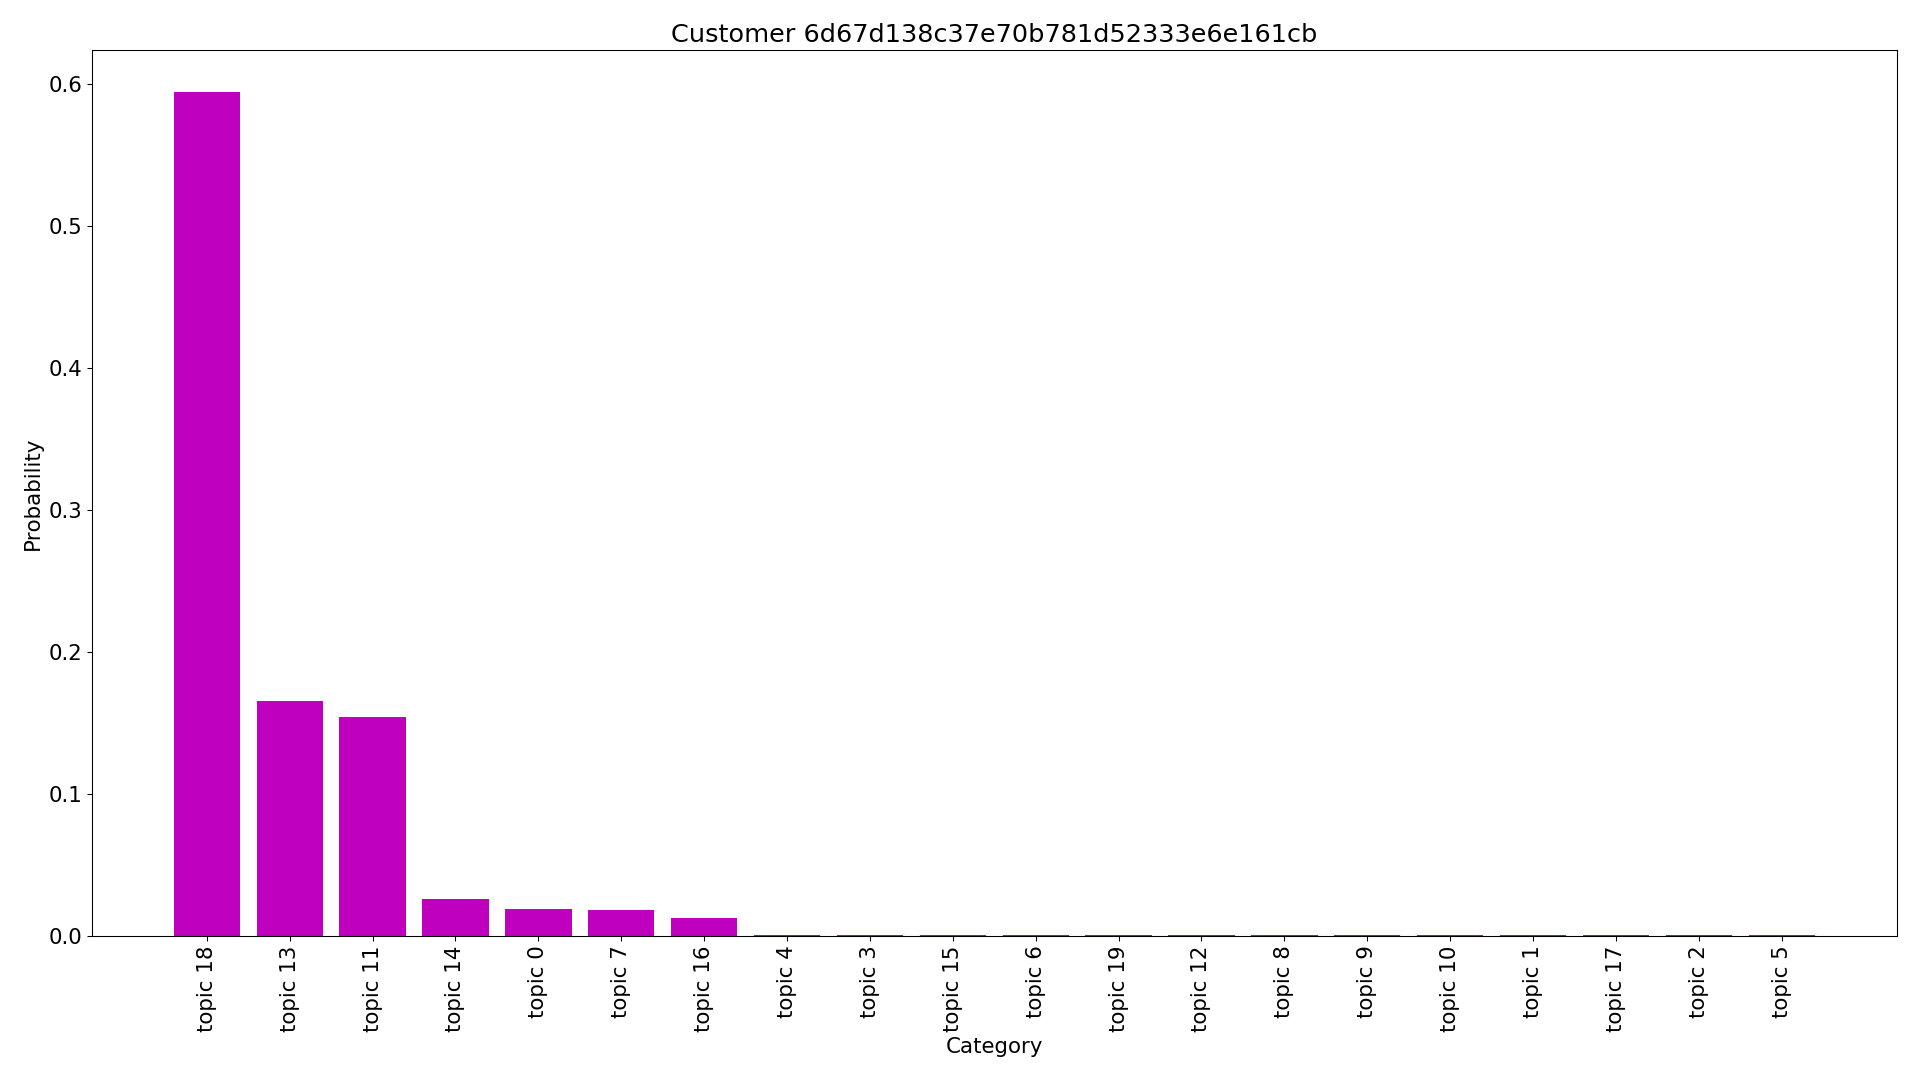 Customer 6d67d138c37e70b781d52333e6e161cb
0.6
0.5
0.4
0.3
0.2
0.1
0.0
Probability
topic 18
topic 13
topic 11
topic 14
topic 0
topic 7
topic 16
topic 4
topic 3
topic 15
topic 6
topic 19
topic 12
topic 8
topic 9
topic 10
topic 1
topic 17
topic 2
topic 5
Category